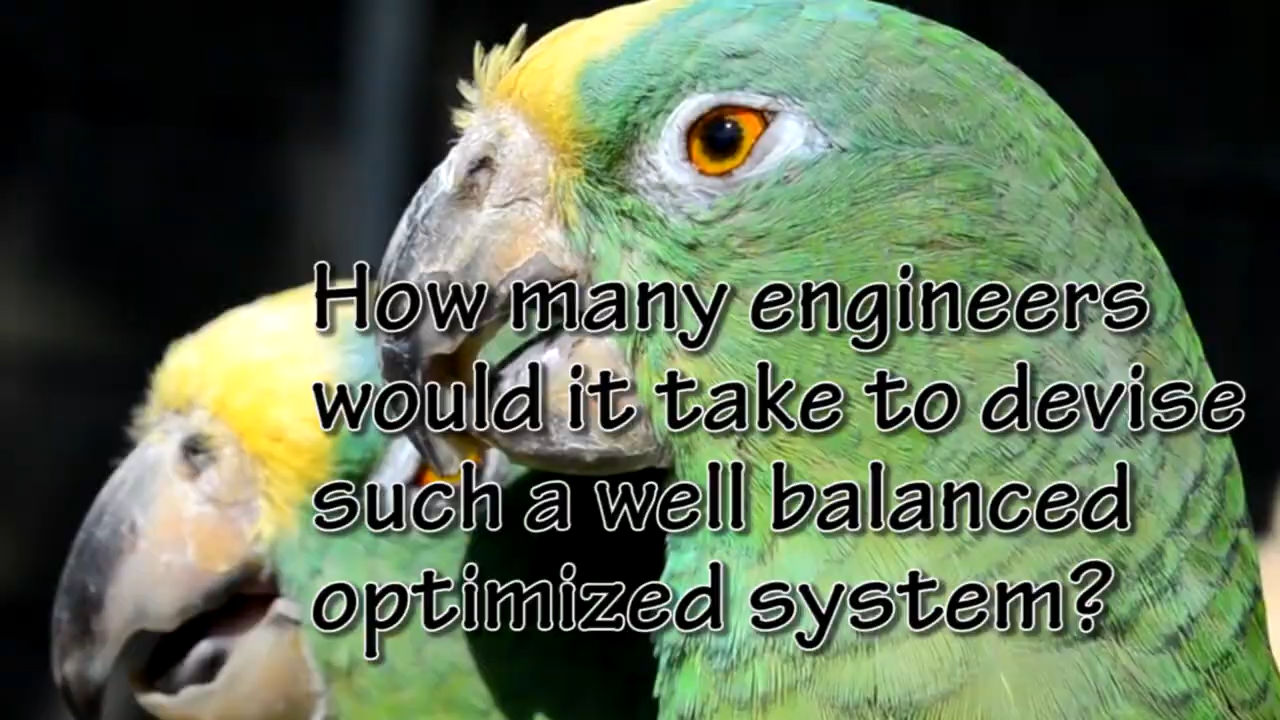 How many engineers
would it take to devise
such a well balanced
optimized system?